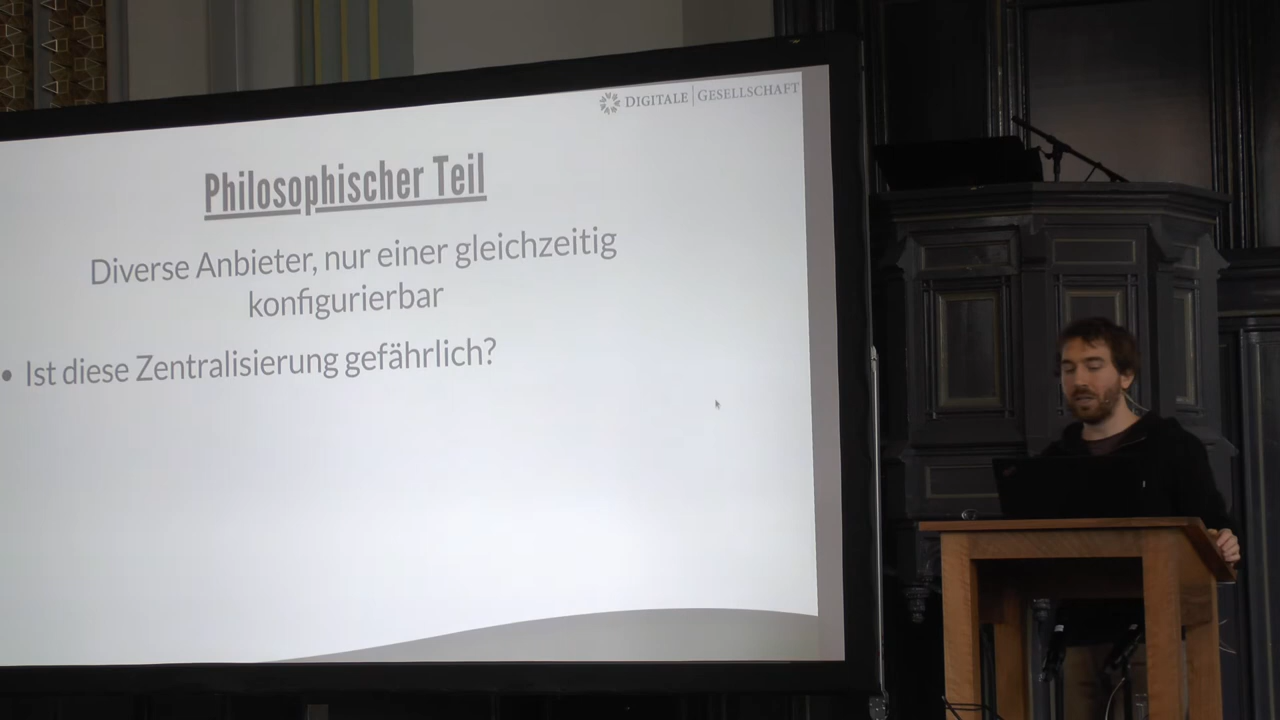 DIGITALE | GESELLSCHAFT
Philosophischer Teil
Diverse Anbieter, nur einer gleichzeitig
konfigurierbar
• Ist diese Zentralisierung gefährlich?